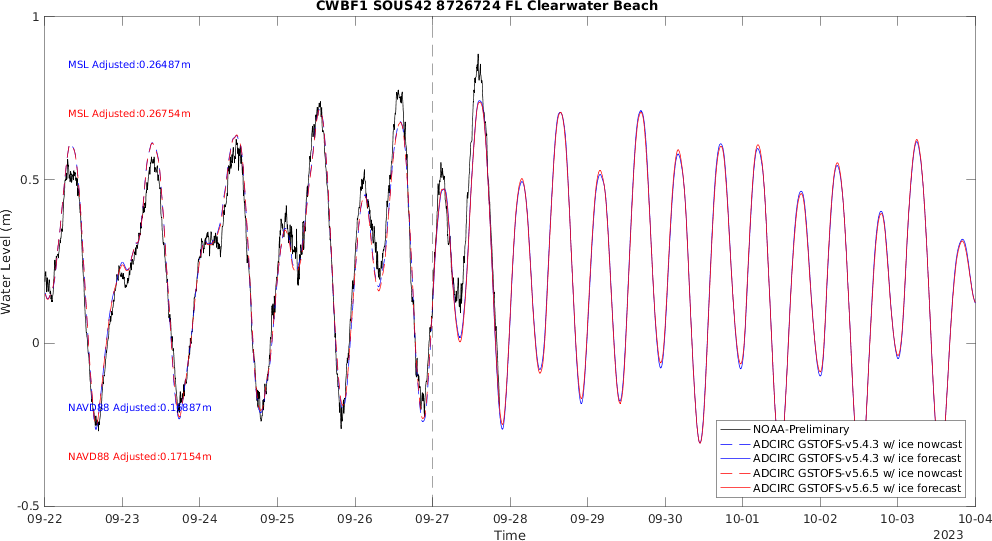 CWBF1 SOUS42 8726724 FL Clearwater Beach
1
0.5
0
-0.5
Water Level (m)
MSL Adjusted:0.26487m
MSL Adjusted:0.26754m
NAVD88 Adjusted:0.16887m
NAVD88 Adjusted:0.17154m
NOAA-Preliminary
ADCIRC GSTOFS-v5.4.3 w/ ice nowcast
ADCIRC GSTOFS-v5.4.3 w/ ice forecast
ADCIRC GSTOFS-v5.6.5 w/ ice nowcast
ADCIRC GSTOFS-v5.6.5 w/ ice forecast
09-22 09-23 09-24 09-25 09-26 09-27 09-28 09-29 09-30 10-01 10-02 10-03 10-04
Time
2023